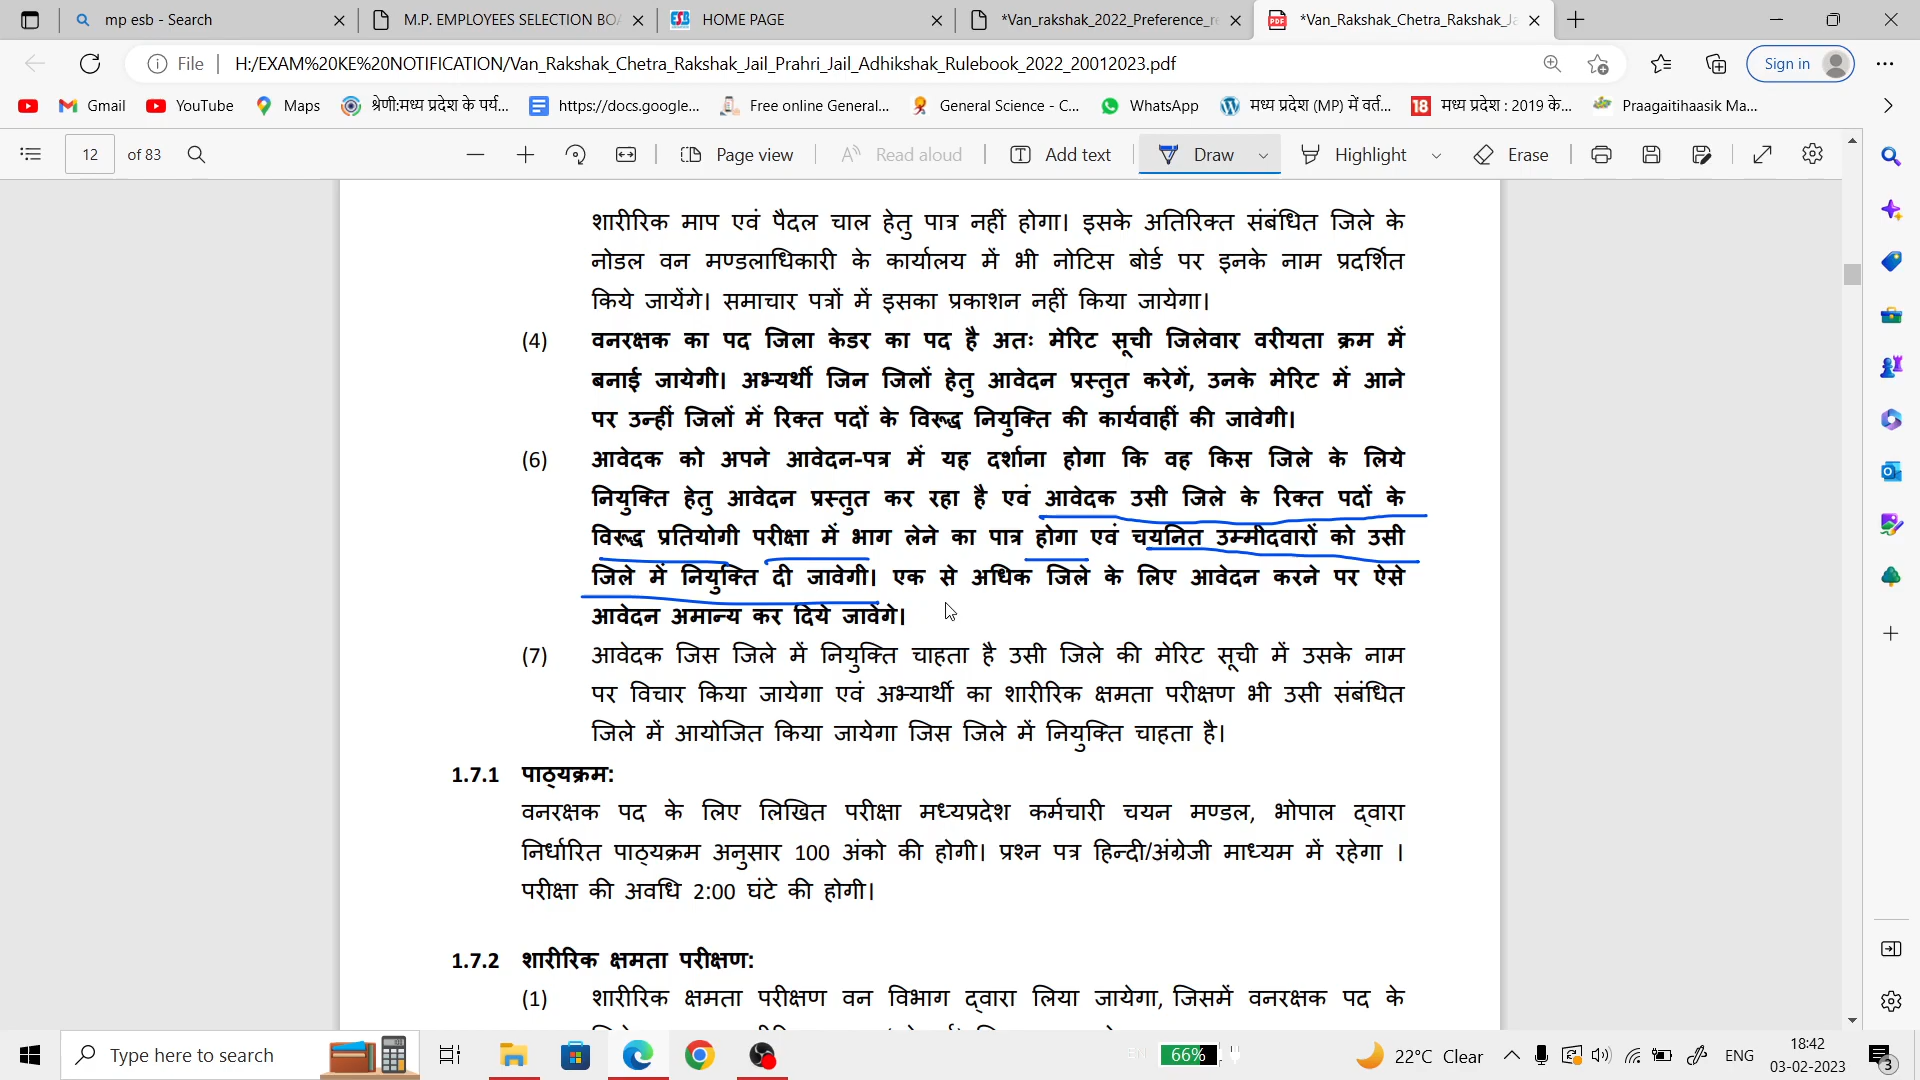 mp esb - Search
M.P. EMPLOYEES SELECTION BOA
ESB HOME PAGE
*Van_rakshak_2022_Preference_r
PDF *Van_Rakshak_Chetra_Rakshak_Ja
File
H:/EXAM%20KE%20NOTIFICATION/Van_Rakshak_Chetra_Rakshak_Jail_Prahri_Jail_Adhikshak_Rulebook_2022_20012023.pdf
Sign in
Gmail YouTube Maps श्रेणी:मध्य प्रदेश के पर्य... https://docs.google... Free online General... General Science - C... WhatsApp मध्य प्रदेश (MP) में वर्त... 18 मध्य प्रदेश : 2019 के... Praagaitihaasik Ma...
12 of 83 Page view Read aloud Add text Draw Highlight Erase
शारीरिक माप एवं पैदल चाल हेतु पात्र नहीं होगा। इसके अतिरिक्त संबंधित जिले के
नोडल वन मण्डलाधिकारी के कार्यालय में भी नोटिस बोर्ड पर इनके नाम प्रदर्शित
किये जायेंगे। समाचार पत्रों में इसका प्रकाशन नहीं किया जायेगा।
(4) वनरक्षक का पद जिला केडर का पद है अतः मेरिट सूची जिलेवार वरीयता क्रम में
बनाई जायेगी। अभ्यर्थी जिन जिलों हेतु आवेदन प्रस्तुत करेगें, उनके मेरिट में आने
पर उन्हीं जिलों में रिक्त पदों के विरूद्ध नियुक्ति की कार्यवाहीं की जावेगी।
(6) आवेदक को अपने आवेदन-पत्र में यह दर्शाना होगा कि वह किस जिले के लिये
नियुक्ति हेतु आवेदन प्रस्तुत कर रहा है एवं आवेदक उसी जिले के रिक्त पदों के
विरूद्ध प्रतियोगी परीक्षा में भाग लेने का पात्र होगा एवं चयनित उम्मीदवारों को उसी
जिले में नियुक्ति दी जावेगी। एक से अधिक जिले के लिए आवेदन करने पर ऐसे
आवेदन अमान्य कर दिये जावेगे।
(7) आवेदक जिस जिले में नियुक्ति चाहता है उसी जिले की मेरिट सूची में उसके नाम
पर विचार किया जायेगा एवं अभ्यार्थी का शारीरिक क्षमता परीक्षण भी उसी संबंधित
जिले में आयोजित किया जायेगा जिस जिले में नियुक्ति चाहता है।
1.7.1 पाठ्यक्रम:
वनरक्षक पद के लिए लिखित परीक्षा मध्यप्रदेश कर्मचारी चयन मण्डल, भोपाल द्वारा
निर्धारित पाठ्यक्रम अनुसार 100 अंको की होगी। प्रश्न पत्र हिन्दी/अंग्रेजी माध्यम में रहेगा ।
परीक्षा की अवधि 2:00 घंटे की होगी।
1.7.2 शारीरिक क्षमता परीक्षण:
(1) शारीरिक क्षमता परीक्षण वन विभाग द्वारा लिया जायेगा, जिसमें वनरक्षक पद के
Type here to search
66%
22°C Clear
ENG
18:42
03-02-2023
3